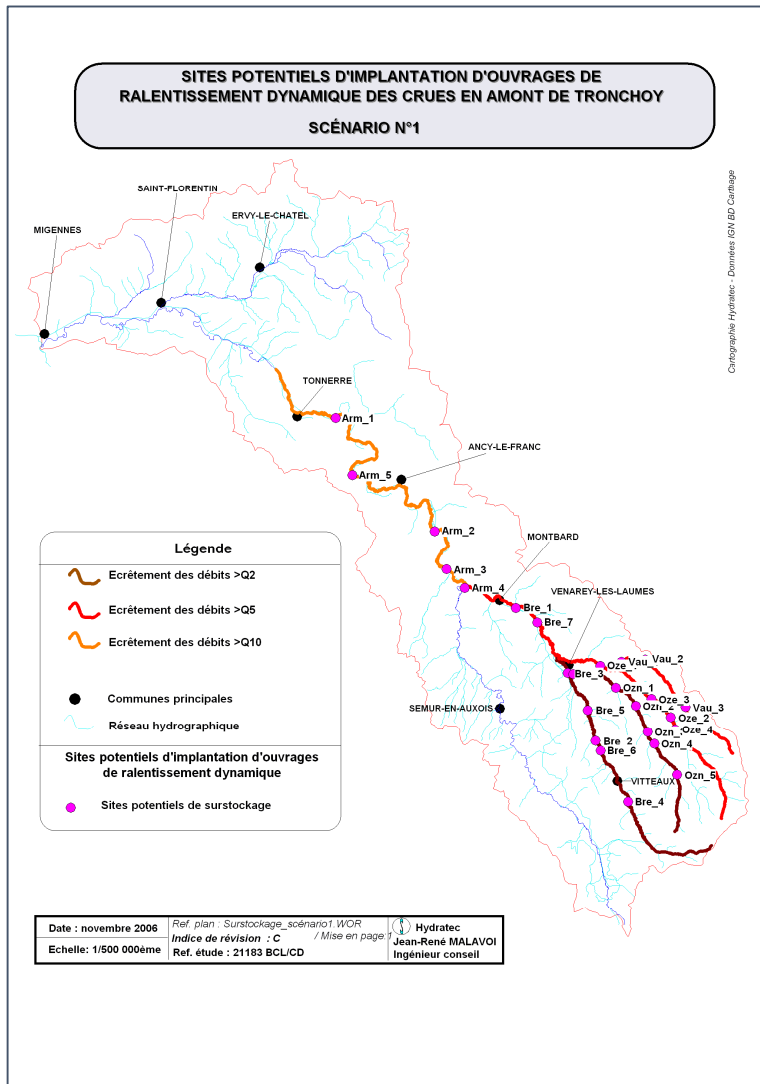 SITES POTENTIELS D'IMPLANTATION D'OUVRAGES DE
RALENTISSEMENT DYNAMIQUE DES CRUES EN AMONT DE TRONCHOY
SCÉNARIO N°1
Cartographie Hydratec - Données IGN BD Carthage
SAINT-FLORENTIN
ERVY-LE-CHATEL
MIGENNES
TONNERRE
Arm_1
ANCY-LE-FRANC
Arm_5
Arm_2
MONTBARD
Arm_3
Arm_4
VENAREY-LES-LAUMES
Bre_1
Bre_7
Oze_
Vau_
Vau_2
Bre_3
Ozn_1
Oze_3
SEMUR-EN-AUXOIS
Bre_5
Ozn_2
Oze_2
Vau_3
Ozn_
Oze_4
Bre_2
Ozn_4
Bre_6
VITTEAUX
Ozn_5
Bre_4
Légende
Ecrêtement des débits >Q2
Ecrêtement des débits >Q5
Ecrêtement des débits >Q10
Communes principales
Réseau hydrographique
Sites potentiels d'implantation d'ouvrages
de ralentissement dynamique
Sites potentiels de surstockage
Date : novembre 2006
Echelle: 1/500 000ème
Ref. plan : Surstockage_scénario1.WOR
Indice de révision : C / Mise en page:1
Ref. étude : 21183 BCL/CD
Hydratec
Jean-René MALAVOI
Ingénieur conseil